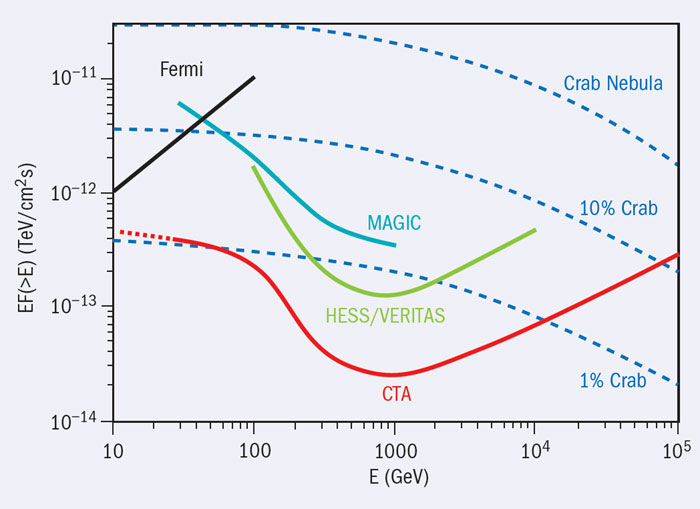 EF(>E) (TeV/cm²s)
10⁻¹¹
10⁻¹²
10⁻¹³
10⁻¹⁴
Fermi
Crab Nebula
10% Crab
MAGIC
HESS/VERITAS
1% Crab
CTA
10
100
1000
10⁴
10⁵
E (GeV)